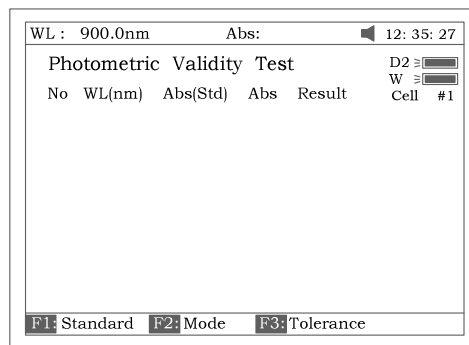 WL : 900.0nm Abs: 12: 35: 27
Photometric Validity Test D2
W
No WL(nm) Abs(Std) Abs Result Cell #1
F1: Standard F2: Mode F3: Tolerance